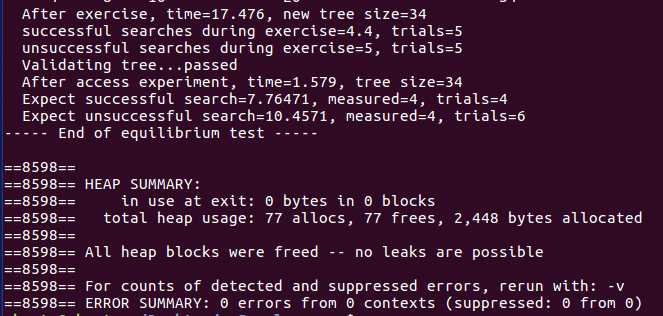 After exercise, time=17.476, new tree size=34
successful searches during exercise=4.4, trials=5
unsuccessful searches during exercise=5, trials=5
Validating tree...passed
After access experiment, time=1.579, tree size=34
Expect successful search=7.76471, measured=4, trials=4
Expect unsuccessful search=10.4571, measured=4, trials=6
----- End of equilibrium test -----
==8598==
==8598== HEAP SUMMARY:
==8598==     in use at exit: 0 bytes in 0 blocks
==8598==   total heap usage: 77 allocs, 77 frees, 2,448 bytes allocated
==8598==
==8598== All heap blocks were freed -- no leaks are possible
==8598==
==8598== For counts of detected and suppressed errors, rerun with: -v
==8598== ERROR SUMMARY: 0 errors from 0 contexts (suppressed: 0 from 0)